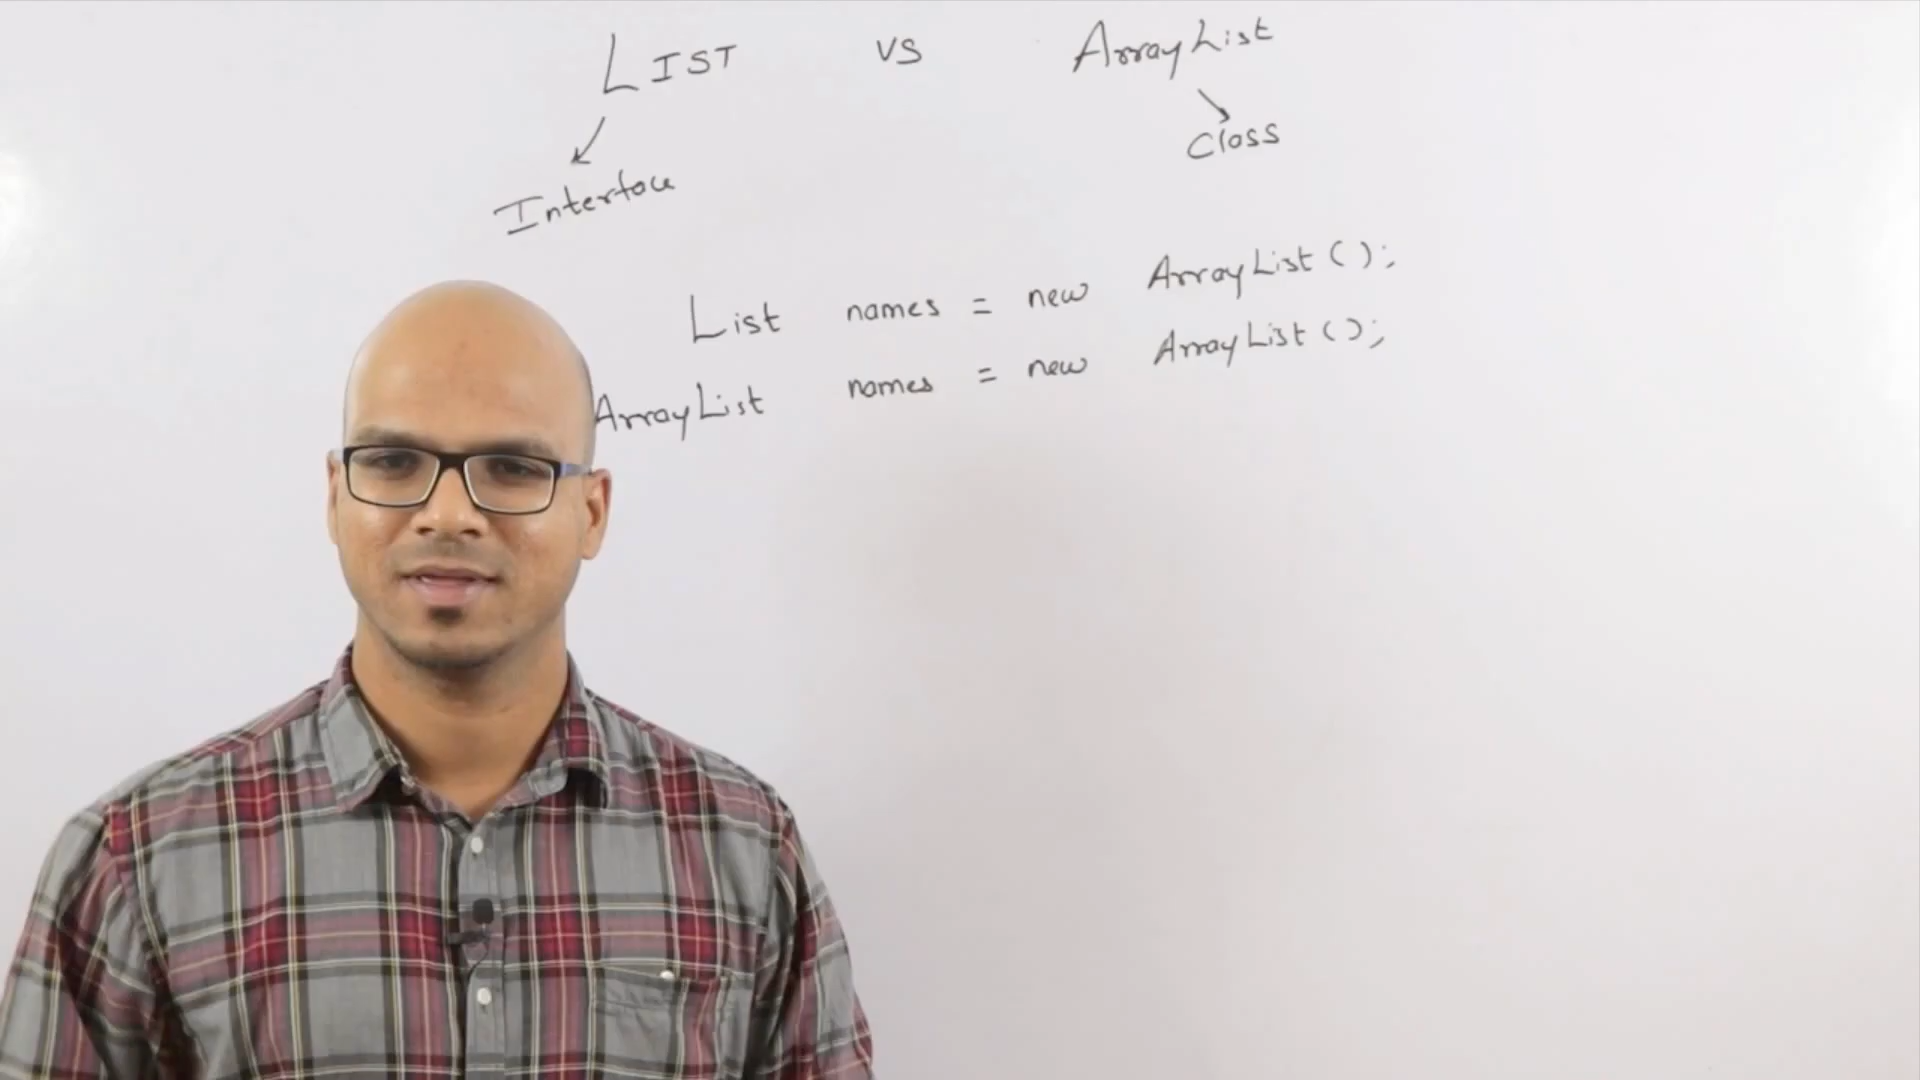 LIST vs ArrayList
Interface Class
List names = new ArrayList();
ArrayList names = new ArrayList();